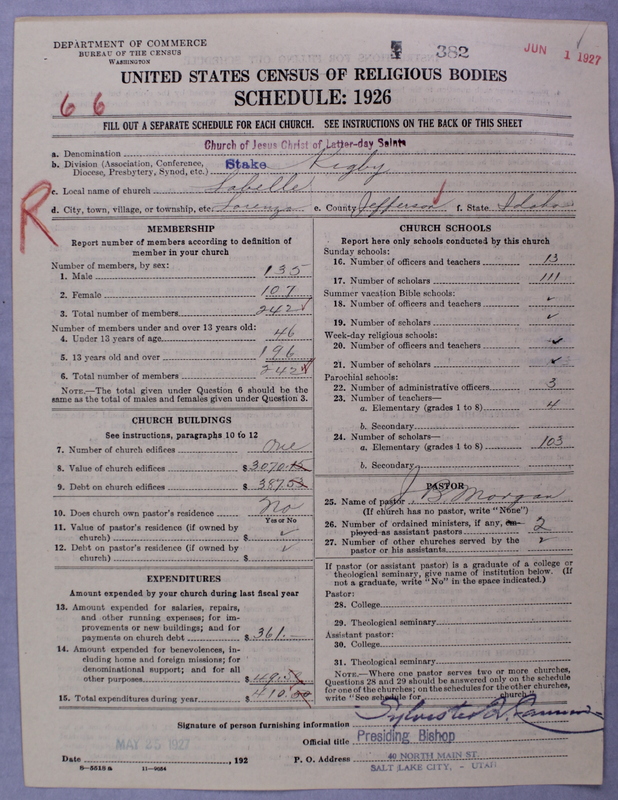 DEPARTMENT OF COMMERCE
BUREAU OF THE CENSUS
WASHINGTON
382
JUN 1 1927
UNITED STATES CENSUS OF RELIGIOUS BODIES
SCHEDULE: 1926
6 6
FILL OUT A SEPARATE SCHEDULE FOR EACH CHURCH. SEE INSTRUCTIONS ON THE BACK OF THIS SHEET
Church of Jesus Christ of Latter-day Saints
a. Denomination
b. Division (Association, Conference, Diocese, Presbytery, Synod, etc.) Stake Rigby
c. Local name of church Labelle
d. City, town, village, or township, etc. Lorenzo e. County Jefferson f. State Idaho
R
MEMBERSHIP
Report number of members according to definition of
member in your church
Number of members, by sex:
1. Male 135
2. Female 107
3. Total number of members 242
Number of members under and over 13 years old:
4. Under 13 years of age 46
5. 13 years old and over 196
6. Total number of members 242
NOTE.—The total given under Question 6 should be
same as the total of males and females given under Question 3.
CHURCH BUILDINGS
See instructions, paragraphs 10 to 12
7. Number of church edifices One
8. Value of church edifices $ 3070.
9. Debt on church edifices $ 387.
10. Does church own pastor's residence No
Yes or No
11. Value of pastor's residence (if owned by
church) $ ✓
12. Debt on pastor's residence (if owned by
church) $ ✓
EXPENDITURES
Amount expended by your church during last fiscal year
13. Amount expended for salaries, repairs,
and other running expenses; for im-
provements or new buildings; and for
payments on church debt $ 361.
14. Amount expended for benevolences, in-
cluding home and foreign missions; for
denominational support; and for all
other purposes $ 49.
15. Total expenditures during year $ 410
CHURCH SCHOOLS
Report here only schools conducted by this church
Sunday schools:
16. Number of officers and teachers 13
17. Number of scholars 111
Summer vacation Bible schools:
18. Number of officers and teachers ✓
19. Number of scholars ✓
Week-day religious schools:
20. Number of officers and teachers ✓
21. Number of scholars ✓
Parochial schools:
22. Number of administrative officers 3
23. Number of teachers—
a. Elementary (grades 1 to 8) 4
b. Secondary
24. Number of scholars—
a. Elementary (grades 1 to 8) 103
b. Secondary
PASTOR
25. Name of pastor J B Morgan
(If church has no pastor, write "None")
26. Number of ordained ministers, if any, em-
ployed as assistant pastors 2
27. Number of other churches served by the
pastor or his assistants ✓
If pastor (or assistant pastor) is a graduate of a college or
theological seminary, give name of institution below. (If
not a graduate, write "No" in the space indicated.)
Pastor:
28. College
29. Theological seminary
Assistant pastor:
30. College
31. Theological seminary
NOTE.—Where one pastor serves two or more churches,
Questions 28 and 29 should be answered only on the schedule
for one of the churches; on the schedules for the other churches,
write "See schedule for church."
Signature of person furnishing information Sylvester Q. Cannon
Official title Presiding Bishop
MAY 25 1927
Date , 192 P. O. Address 40 NORTH MAIN ST.
SALT LAKE CITY, - UTAH
8—5518 a 11—9084